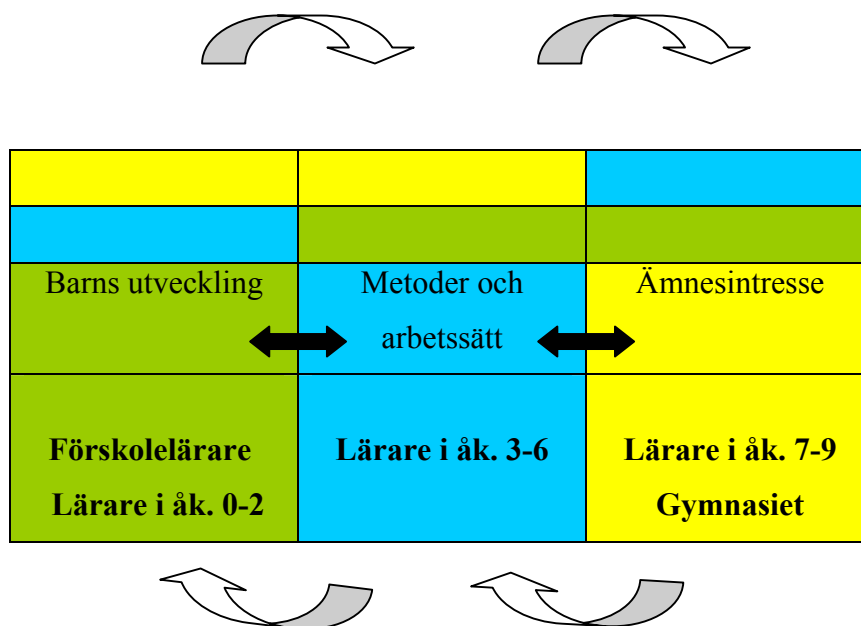 Barns utveckling
Metoder och
arbetssätt
Ämnesintresse
Förskolelärare
Lärare i åk. 0-2
Lärare i åk. 3-6
Lärare i åk. 7-9
Gymnasiet